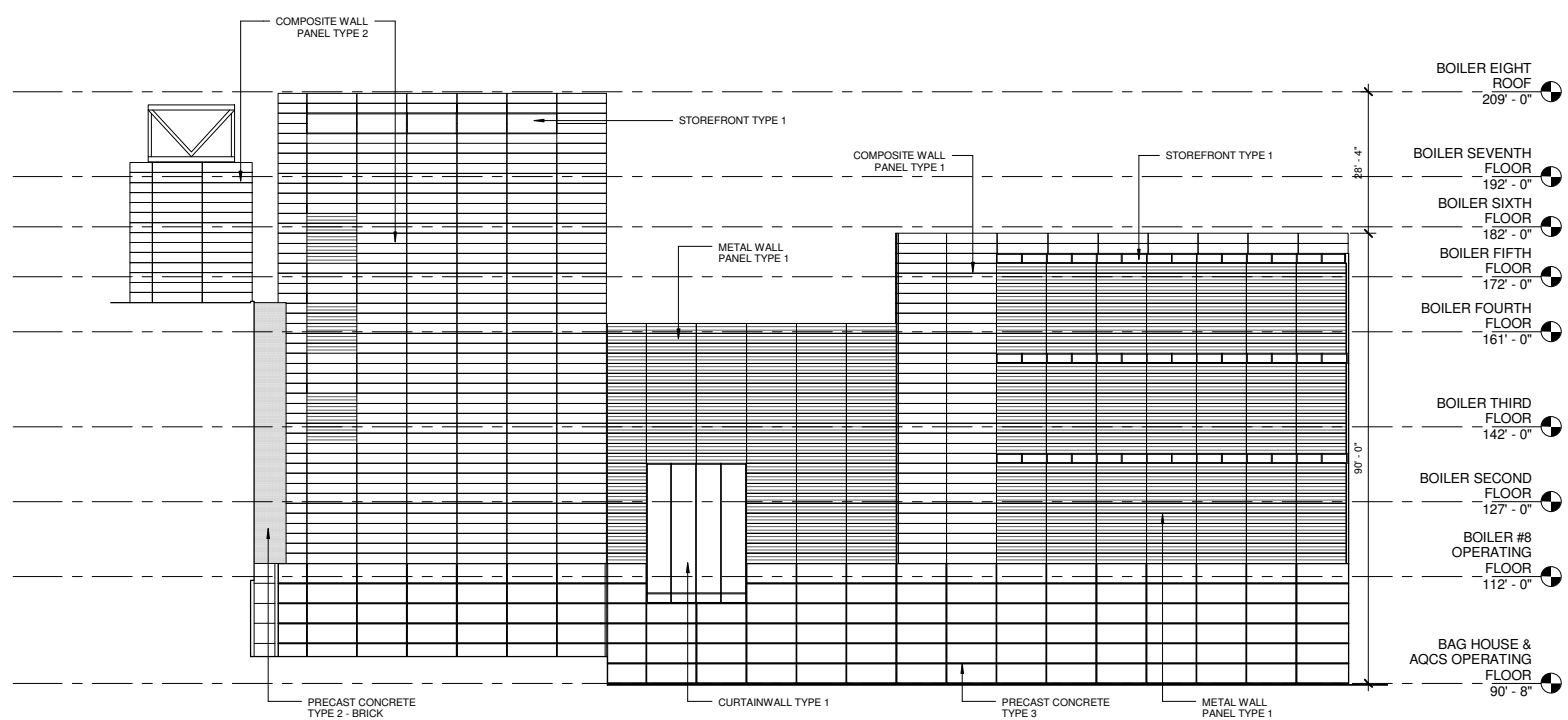 COMPOSITE WALL
PANEL TYPE 2
STOREFRONT TYPE 1
COMPOSITE WALL
PANEL TYPE 1
STOREFRONT TYPE 1
METAL WALL
PANEL TYPE 1
28' - 4"
90' - 0"
BOILER EIGHT
ROOF
209' - 0"
BOILER SEVENTH
FLOOR
192' - 0"
BOILER SIXTH
FLOOR
182' - 0"
BOILER FIFTH
FLOOR
172' - 0"
BOILER FOURTH
FLOOR
161' - 0"
BOILER THIRD
FLOOR
142' - 0"
BOILER SECOND
FLOOR
127' - 0"
BOILER #8
OPERATING
FLOOR
112' - 0"
BAG HOUSE &
AQCS OPERATING
FLOOR
90' - 8"
PRECAST CONCRETE
TYPE 2 - BRICK
CURTAINWALL TYPE 1
PRECAST CONCRETE
TYPE 3
METAL WALL
PANEL TYPE 1